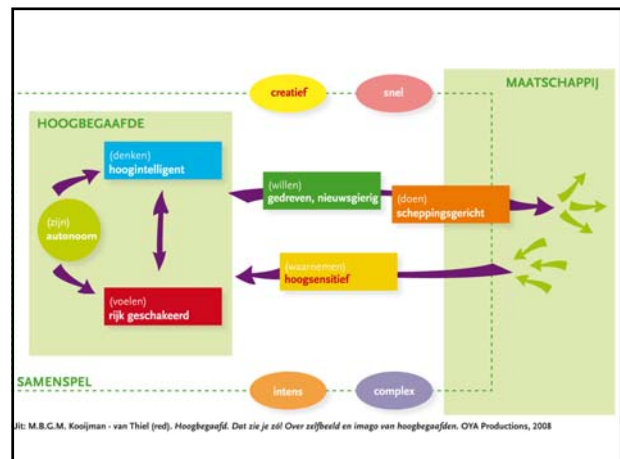 creatief
snel
MAATSCHAPPIJ
HOOGBEGAAFDE
(denken)
hoogintelligent
(willen)
gedreven, nieuwsgierig
(doen)
scheppingsgericht
(zijn)
autonoom
(waarnemen)
hoogsensitief
(voelen)
rijk geschakeerd
SAMENSPEL
intens
complex
Uit: M.B.G.M. Kooijman - van Thiel (red). Hoogbegaafd. Dat zie je zó! Over zelfbeeld en imago van hoogbegaafden. OYA Productions, 2008